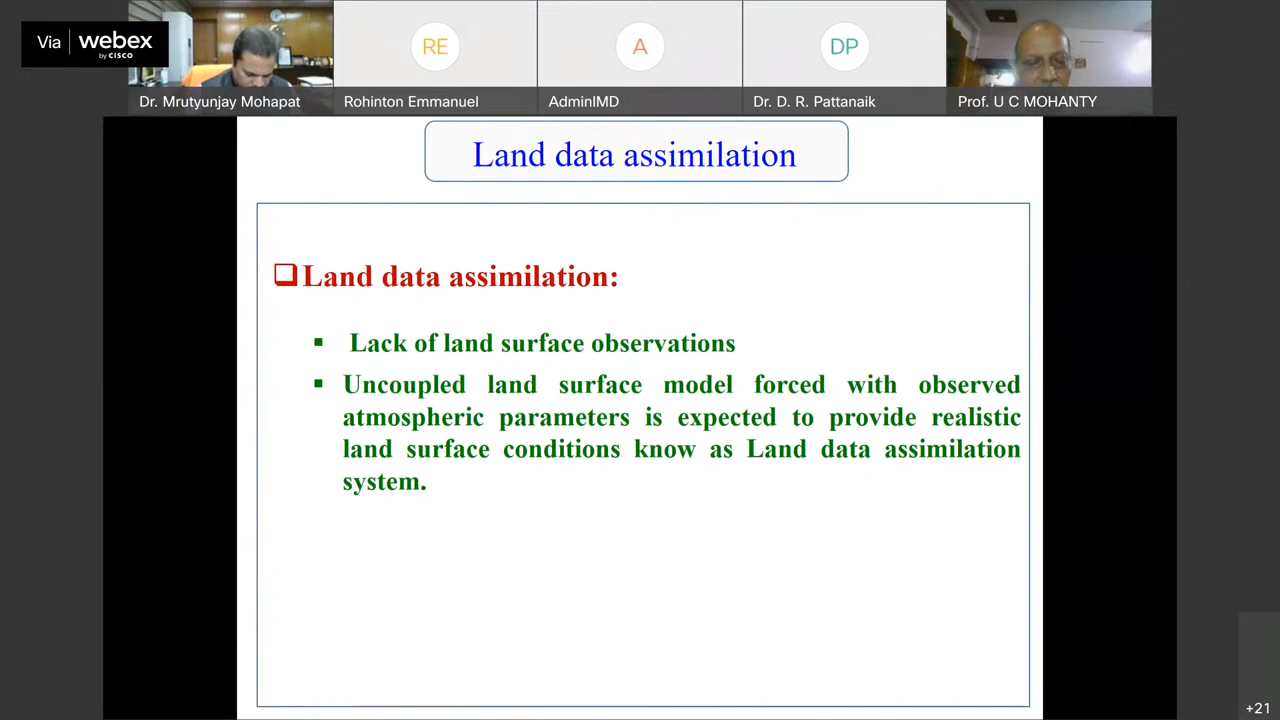 Via webex
by CISCO
RE
A
DP
Dr. Mrutyunjay Mohapat
Rohinton Emmanuel
AdminIMD
Dr. D. R. Pattanaik
Prof. U C MOHANTY
Land data assimilation
Land data assimilation:
Lack of land surface observations
Uncoupled land surface model forced with observed
atmospheric parameters is expected to provide realistic
land surface conditions know as Land data assimilation
system.
+21